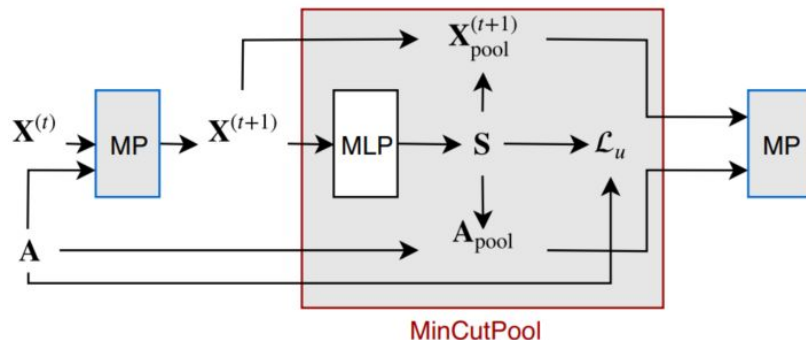 X^(t+1)_pool
X^(t) MP X^(t+1) MLP S ℒ_u MP
A A_pool
MinCutPool